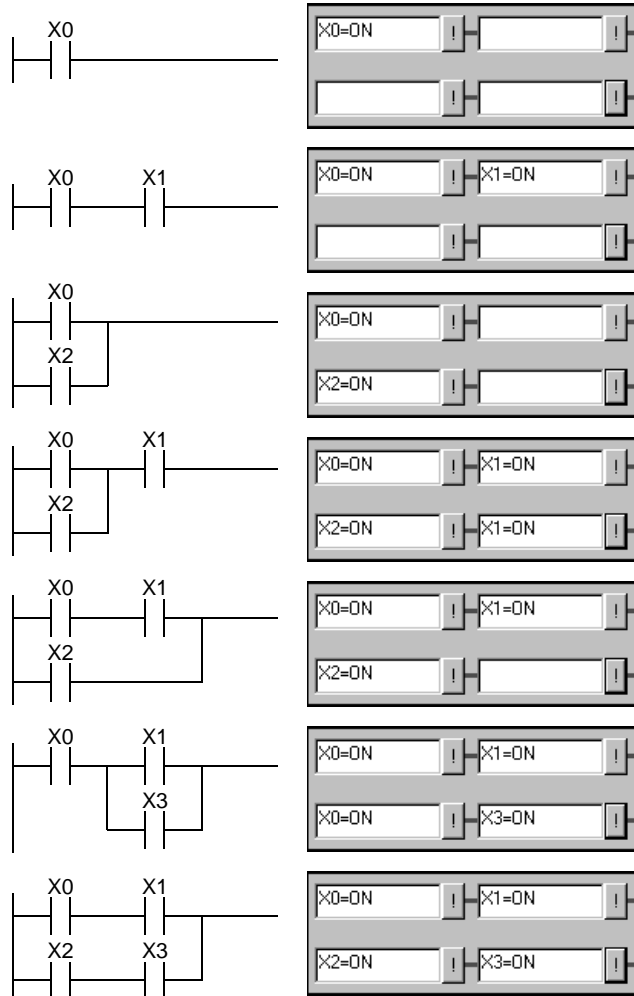 X0
X0=ON ! !
! !
X0 X1
X0=ON ! X1=ON !
! !
X0
X0=ON ! !
X2
X2=ON ! !
X0 X1
X0=ON ! X1=ON !
X2
X2=ON ! X1=ON !
X0 X1
X0=ON ! X1=ON !
X2
X2=ON ! !
X0 X1
X0=ON ! X1=ON !
X3
X0=ON ! X3=ON !
X0 X1
X0=ON ! X1=ON !
X2 X3
X2=ON ! X3=ON !